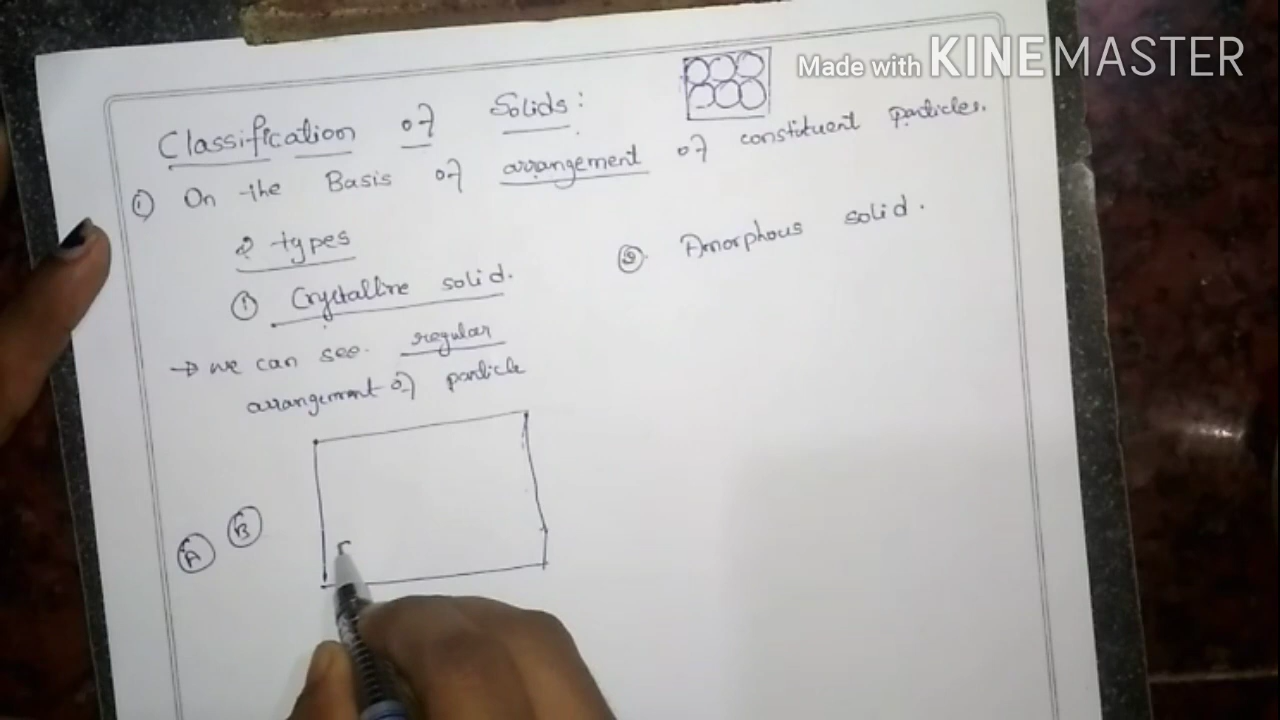 Made with KINEMASTER
Classification of Solids:
① On the Basis of arrangement of constituent particles.
2 types
① Crystalline solid.
② Amorphous solid.
→ we can see regular
arrangement of particle
A B